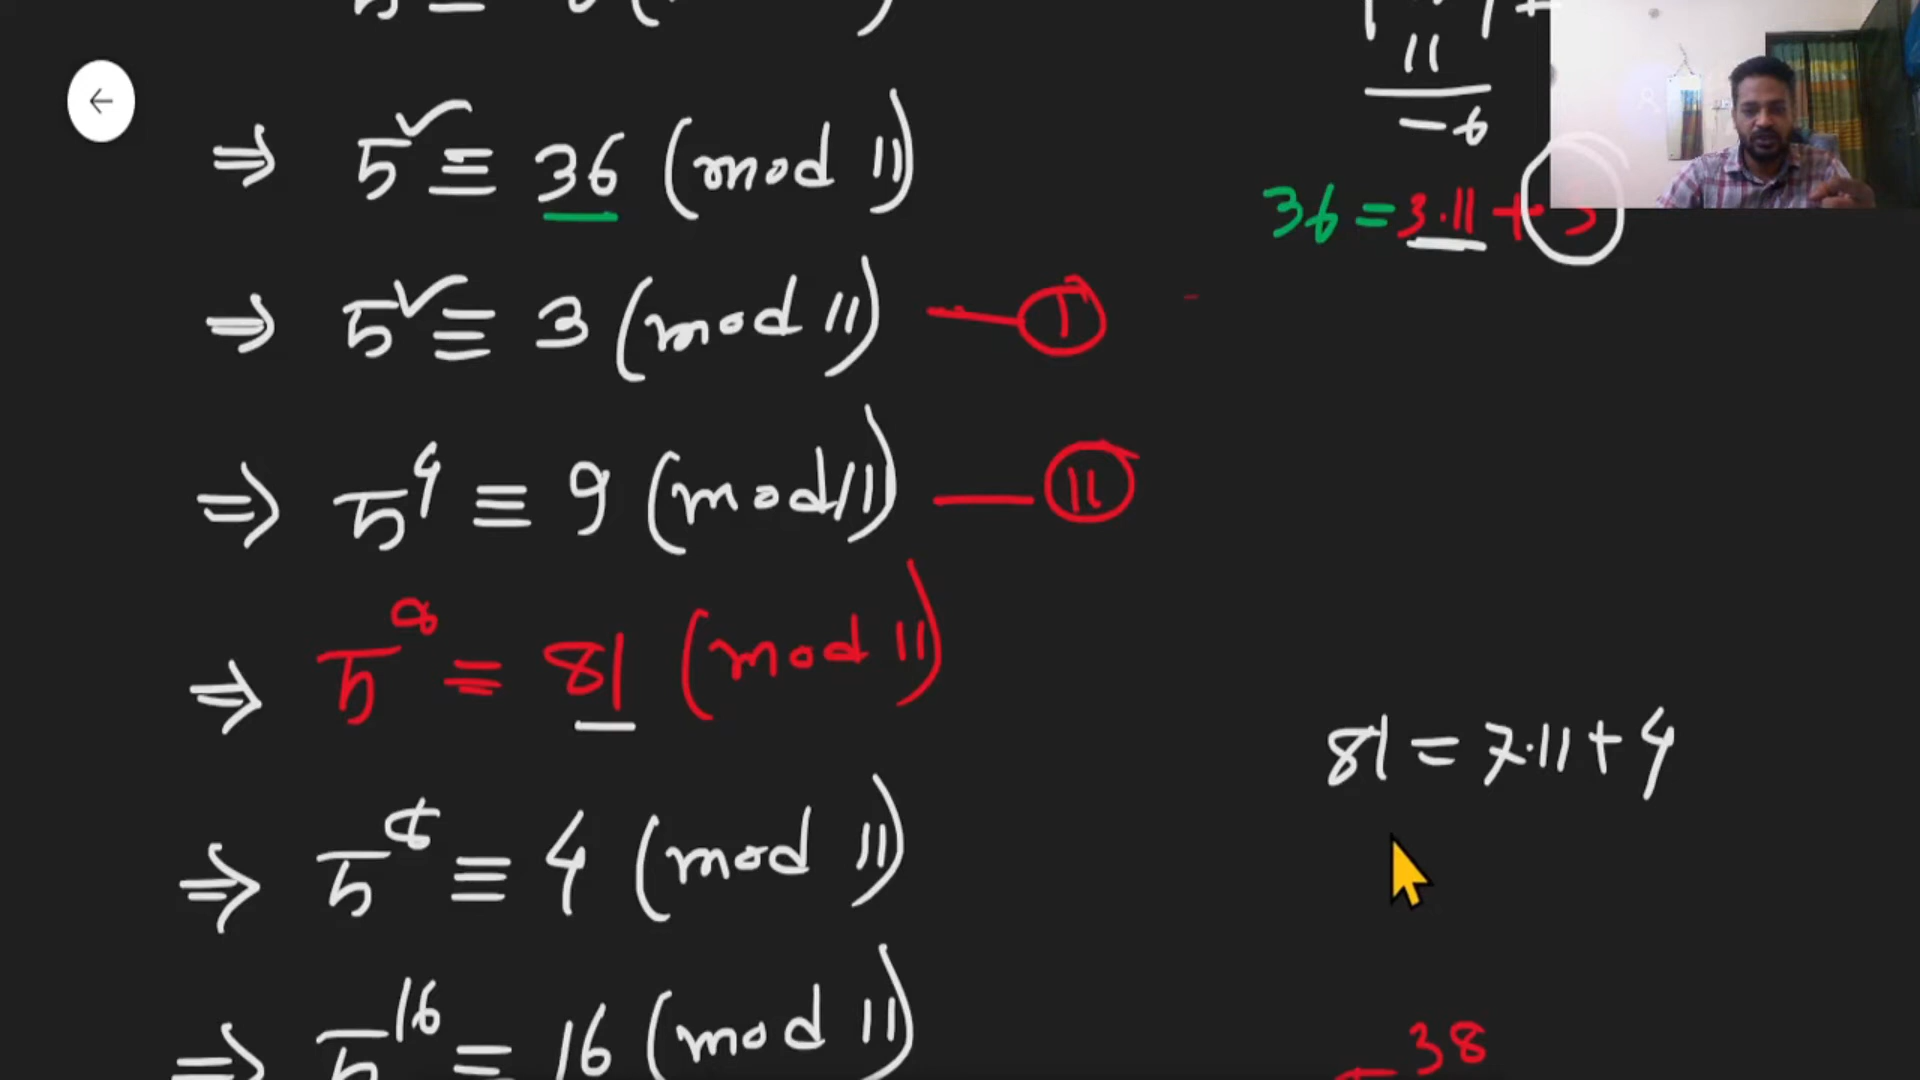 ⇒ 5² ≡ 36 (mod 11)
11
-6
36 = 3·11 + 3
⇒ 5² ≡ 3 (mod 11) — I
⇒ 5⁴ ≡ 9 (mod 11) — II
⇒ 5⁸ ≡ 81 (mod 11)
81 = 7·11 + 4
⇒ 5⁸ ≡ 4 (mod 11)
⇒ 5¹⁶ ≡ 16 (mod 11)
38